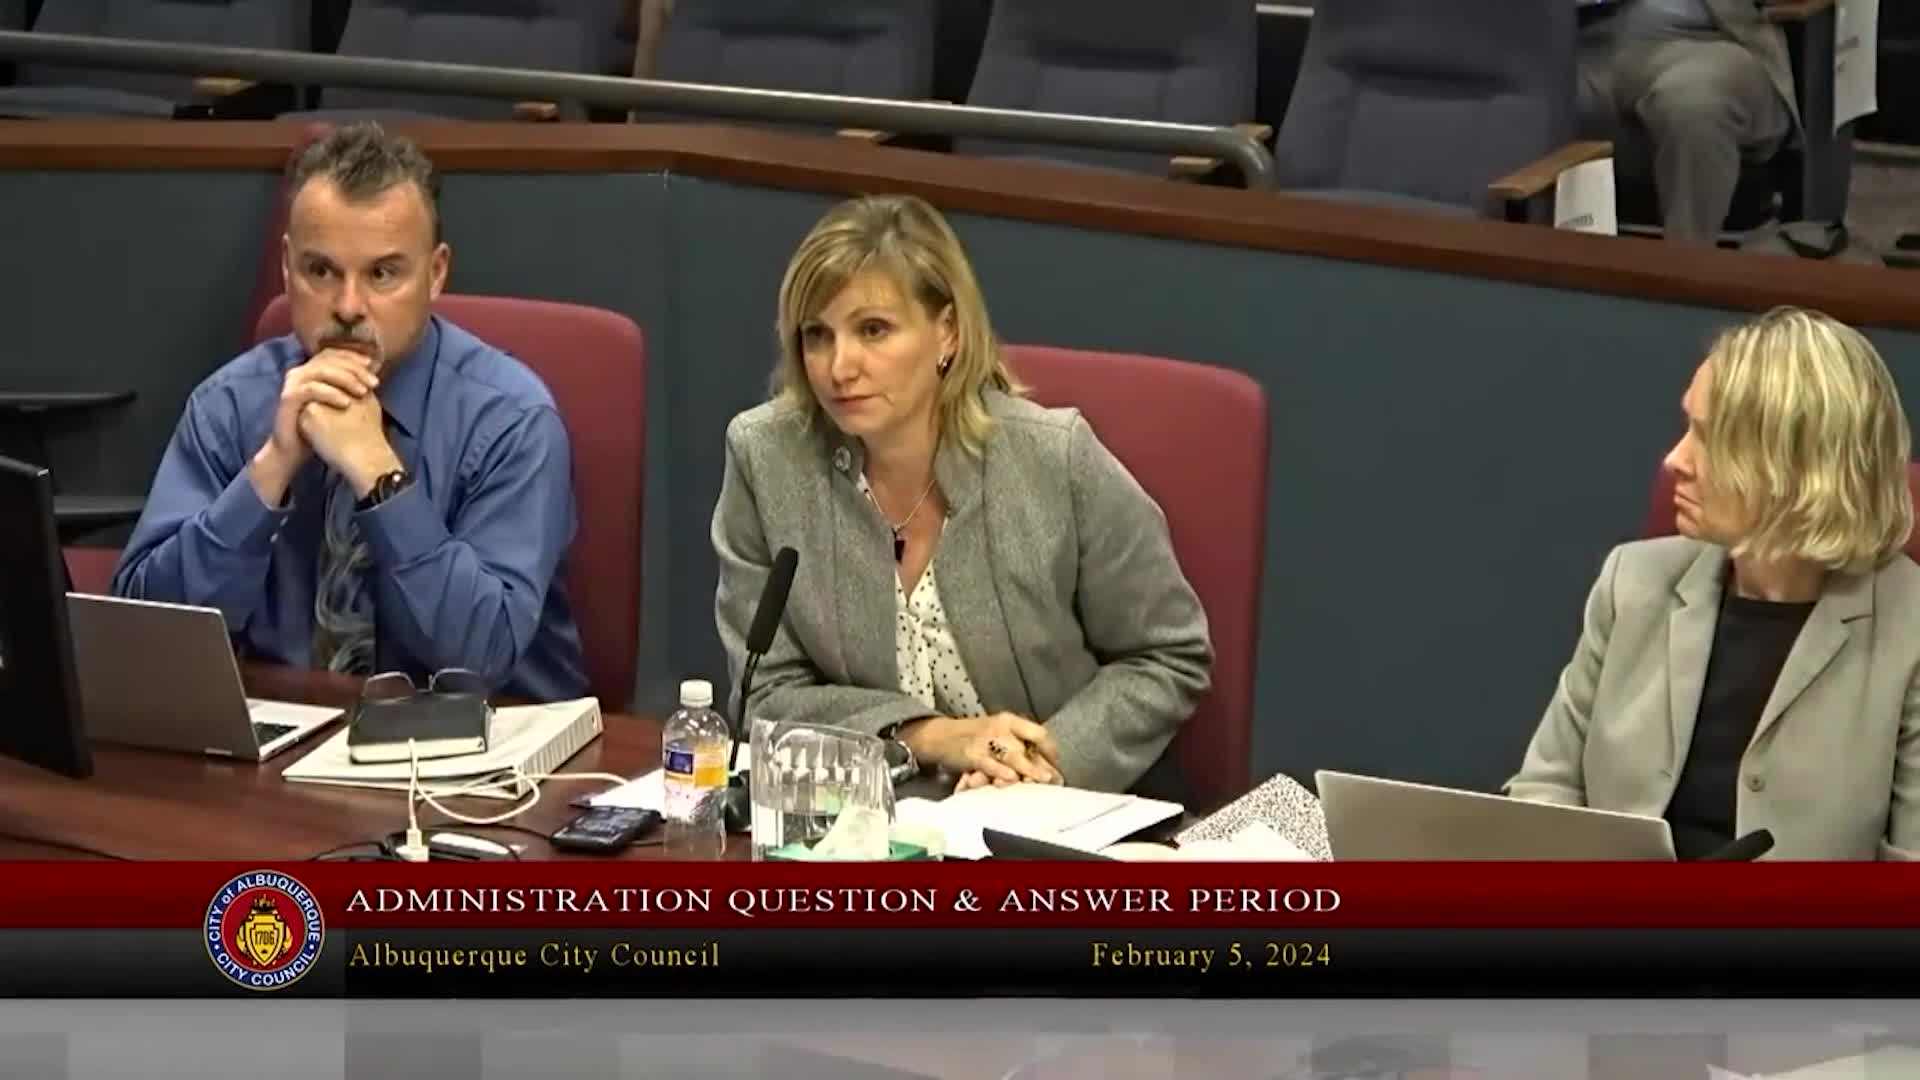 ADMINISTRATION QUESTION & ANSWER PERIOD
Albuquerque City Council
February 5, 2024
CITY of ALBUQUERQUE
1706
CITY COUNCIL